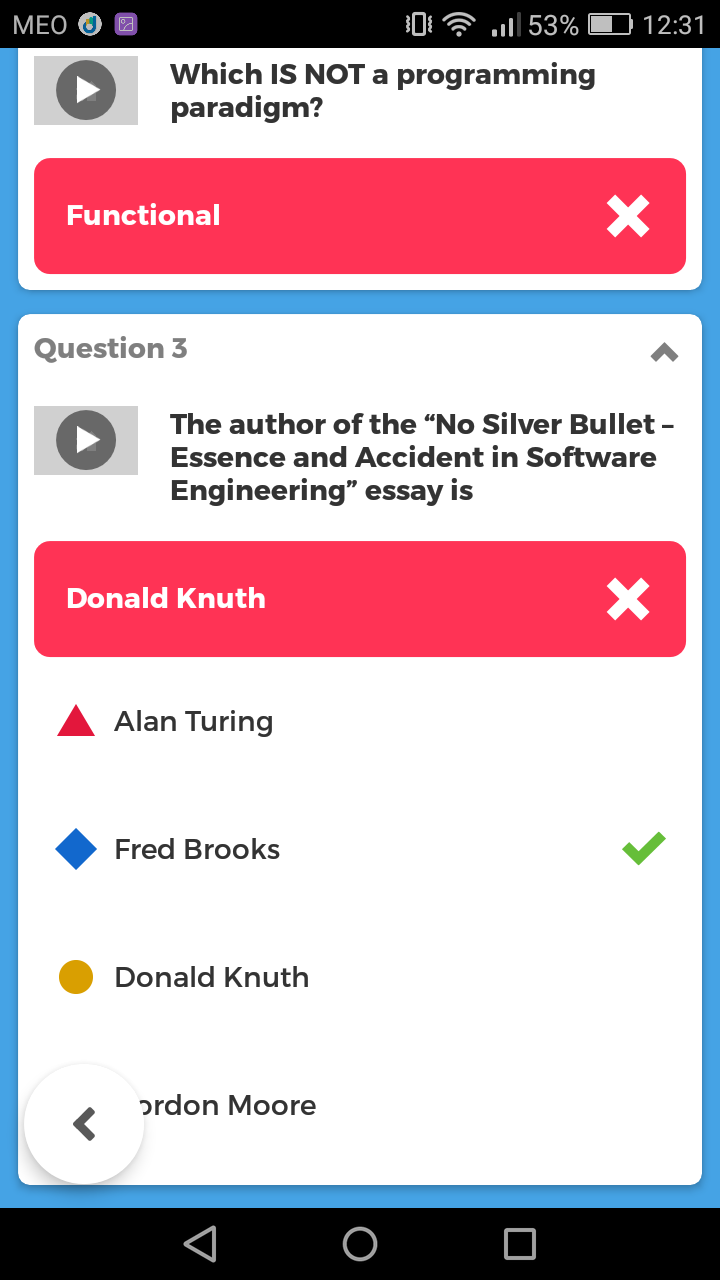 MEO 53% 12:31
Which IS NOT a programming
paradigm?
Functional
Question 3
The author of the “No Silver Bullet –
Essence and Accident in Software
Engineering” essay is
Donald Knuth
Alan Turing
Fred Brooks
Donald Knuth
ordon Moore